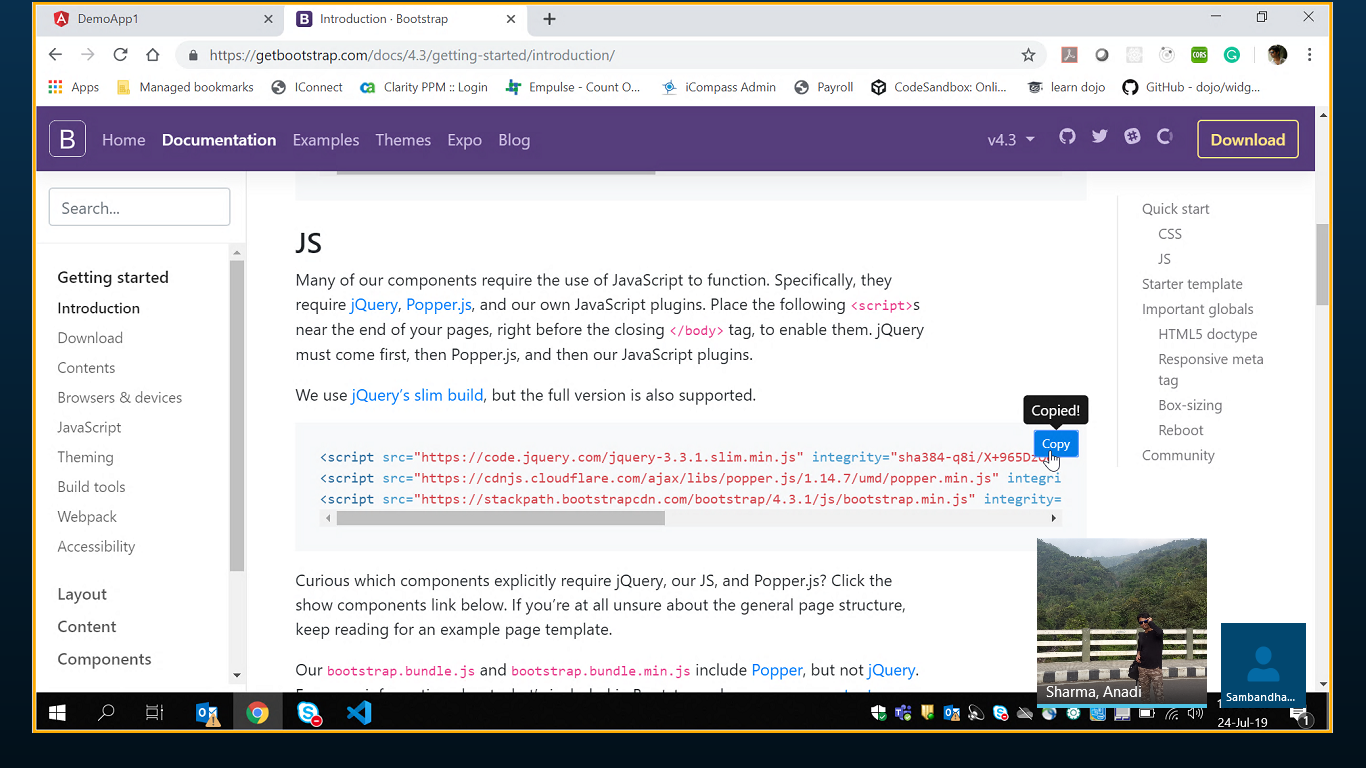 DemoApp1
Introduction · Bootstrap
https://getbootstrap.com/docs/4.3/getting-started/introduction/
CORS
Apps
Managed bookmarks
IConnect
Clarity PPM :: Login
Empulse - Count O...
iCompass Admin
Payroll
CodeSandbox: Onli...
learn dojo
GitHub - dojo/widg...
B
Home
Documentation
Examples
Themes
Expo
Blog
v4.3
Download
Search...
Getting started
Introduction
Download
Contents
Browsers & devices
JavaScript
Theming
Build tools
Webpack
Accessibility
Layout
Content
Components
JS
Many of our components require the use of JavaScript to function. Specifically, they
require jQuery, Popper.js, and our own JavaScript plugins. Place the following <script>s
near the end of your pages, right before the closing </body> tag, to enable them. jQuery
must come first, then Popper.js, and then our JavaScript plugins.
We use jQuery's slim build, but the full version is also supported.
Copied!
Copy
<script src="https://code.jquery.com/jquery-3.3.1.slim.min.js" integrity="sha384-q8i/X+965Dz
<script src="https://cdnjs.cloudflare.com/ajax/libs/popper.js/1.14.7/umd/popper.min.js" integri
<script src="https://stackpath.bootstrapcdn.com/bootstrap/4.3.1/js/bootstrap.min.js" integrity=
Curious which components explicitly require jQuery, our JS, and Popper.js? Click the
show components link below. If you're at all unsure about the general page structure,
keep reading for an example page template.
Our bootstrap.bundle.js and bootstrap.bundle.min.js include Popper, but not jQuery.
Quick start
CSS
JS
Starter template
Important globals
HTML5 doctype
Responsive meta
tag
Box-sizing
Reboot
Community
Sharma, Anadi
Sambandha...
24-Jul-19
1